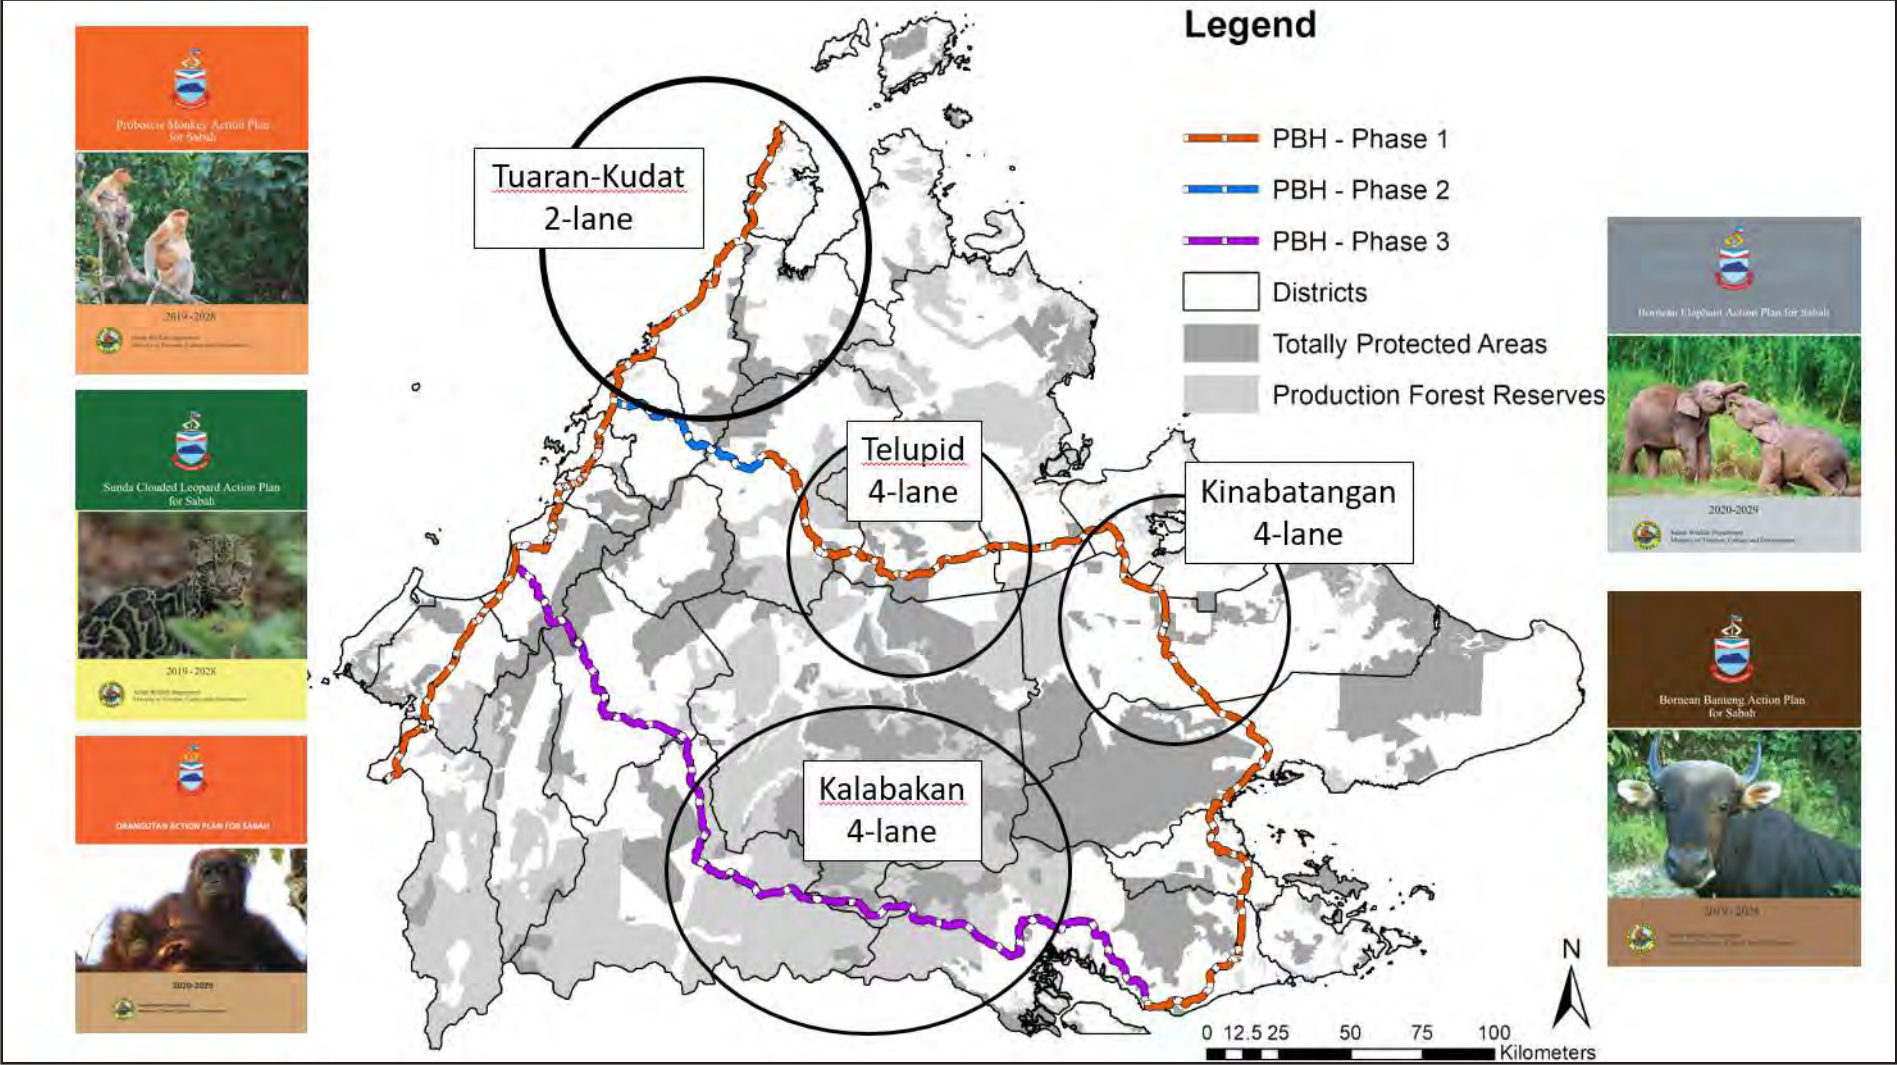 Proboscis Monkey Action Plan
for Sabah
2019-2028
Sunda Clouded Leopard Action Plan
for Sabah
2019-2028
ORANGUTAN ACTION PLAN FOR SABAH
2020-2029
Tuaran-Kudat
2-lane
Telupid
4-lane
Kinabatangan
4-lane
Kalabakan
4-lane
Legend
PBH - Phase 1
PBH - Phase 2
PBH - Phase 3
Districts
Totally Protected Areas
Production Forest Reserves
Bornean Elephant Action Plan for Sabah
2020-2029
Bornean Banteng Action Plan
for Sabah
2019-2028
N
0 12.5 25 50 75 100
Kilometers